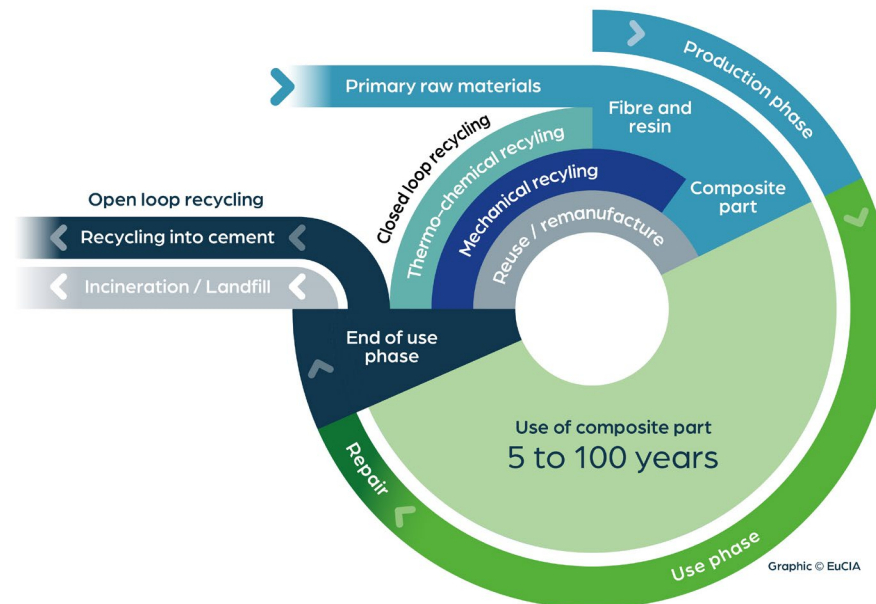 Production phase
Primary raw materials
Fibre and
resin
Closed loop recycling
Thermo-chemical recyling
Mechanical recyling
Reuse / remanufacture
Composite
part
Open loop recycling
Recycling into cement
Incineration / Landfill
End of use
phase
Use of composite part
5 to 100 years
Repair
Use phase
Graphic © EuCIA